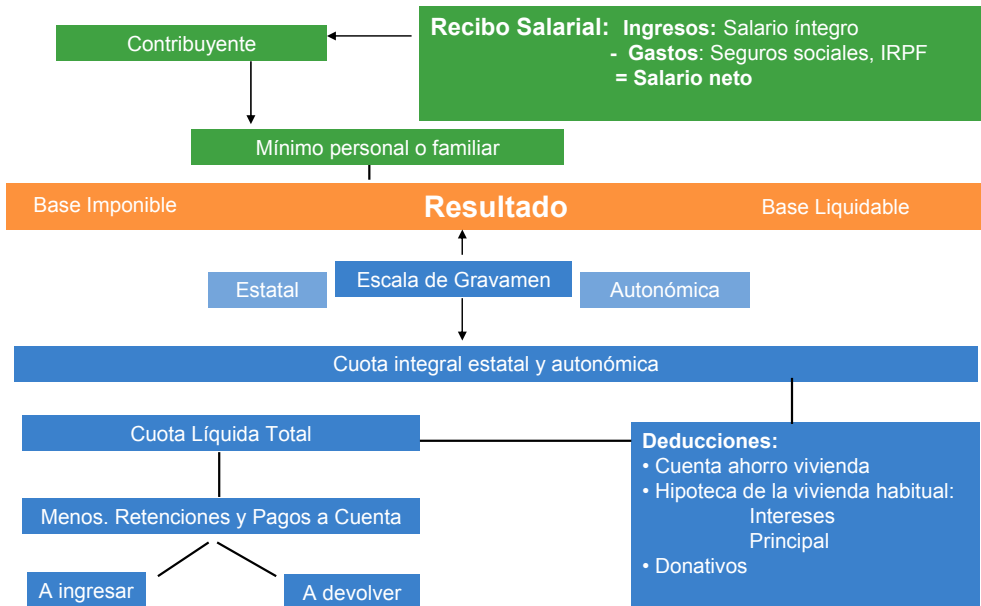 Recibo Salarial: Ingresos: Salario íntegro
- Gastos: Seguros sociales, IRPF
= Salario neto
Contribuyente
Mínimo personal o familiar
Base Imponible
Resultado
Base Liquidable
Estatal
Escala de Gravamen
Autonómica
Cuota integral estatal y autonómica
Cuota Líquida Total
Menos. Retenciones y Pagos a Cuenta
A ingresar
A devolver
Deducciones:
• Cuenta ahorro vivienda
• Hipoteca de la vivienda habitual:
Intereses
Principal
• Donativos